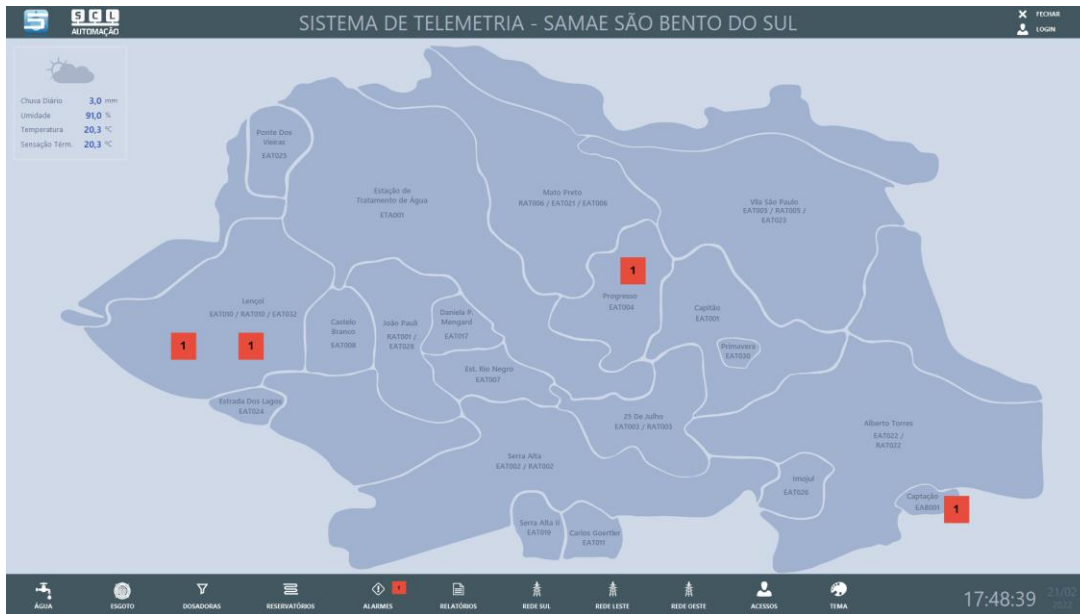 S C L
AUTOMAÇÃO
SISTEMA DE TELEMETRIA - SAMAE SÃO BENTO DO SUL
FECHAR
LOGIN
Chuva Diário 3,0 mm
Umidade 91,0 %
Temperatura 20,3 °C
Sensação Térm. 20,3 °C
Ponte Dos
Vieiras
EAT025
Estação de
Tratamento de Água
ETA001
Mato Preto
RAT006 / EAT021 / EAT006
Vila São Paulo
EAT005 / RAT005 /
EAT023
1
Progresso
EAT004
Lençol
EAT010 / RAT010 / EAT032
1
1
Castelo
Branco
EAT008
João Pauli
RAT001 /
EAT028
Daniela P.
Mengard
EAT017
Capitão
EAT001
Primavera
EAT030
Est. Rio Negro
EAT007
Estrada Dos Lagos
EAT024
25 De Julho
EAT003 / RAT003
Alberto Torres
EAT022 /
RAT022
Serra Alta
EAT002 / RAT002
Imojui
EAT026
Captação
EAB001
1
Serra Alta II
EAT019
Carlos Goertler
EAT011
ÁGUA
ESGOTO
DOSADORAS
RESERVATÓRIOS
ALARMES
1
RELATÓRIOS
REDE SUL
REDE LESTE
REDE OESTE
ACESSOS
TEMA
17:48:39
21/02